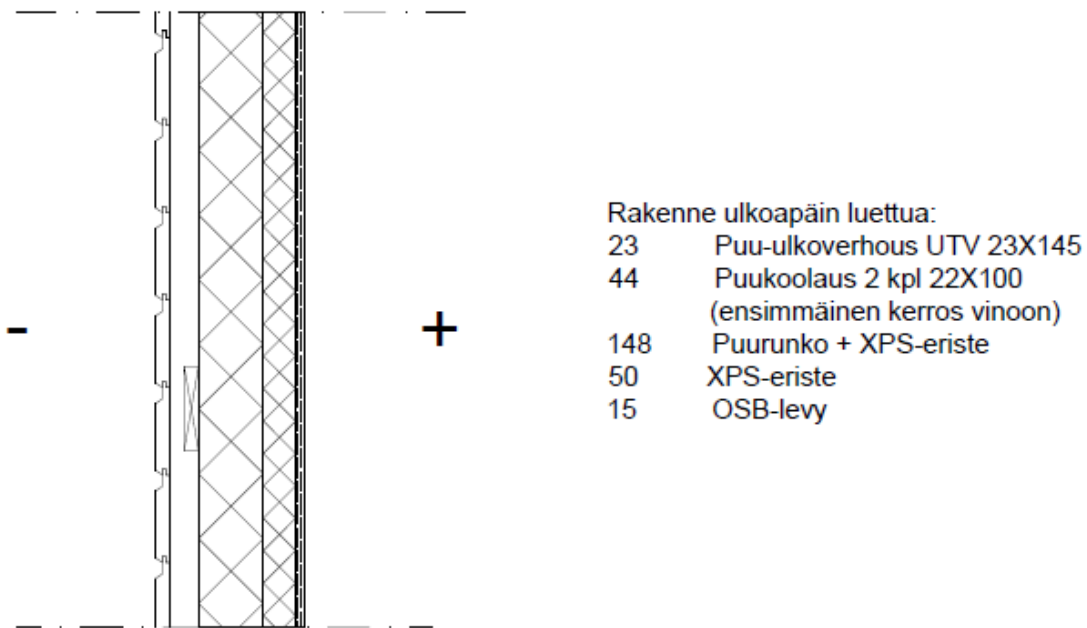 -
+
Rakenne ulkoapäin luettua:
23 Puu-ulkoverhous UTV 23X145
44 Puukoolaus 2 kpl 22X100
(ensimmäinen kerros vinoon)
148 Puurunko + XPS-eriste
50 XPS-eriste
15 OSB-levy